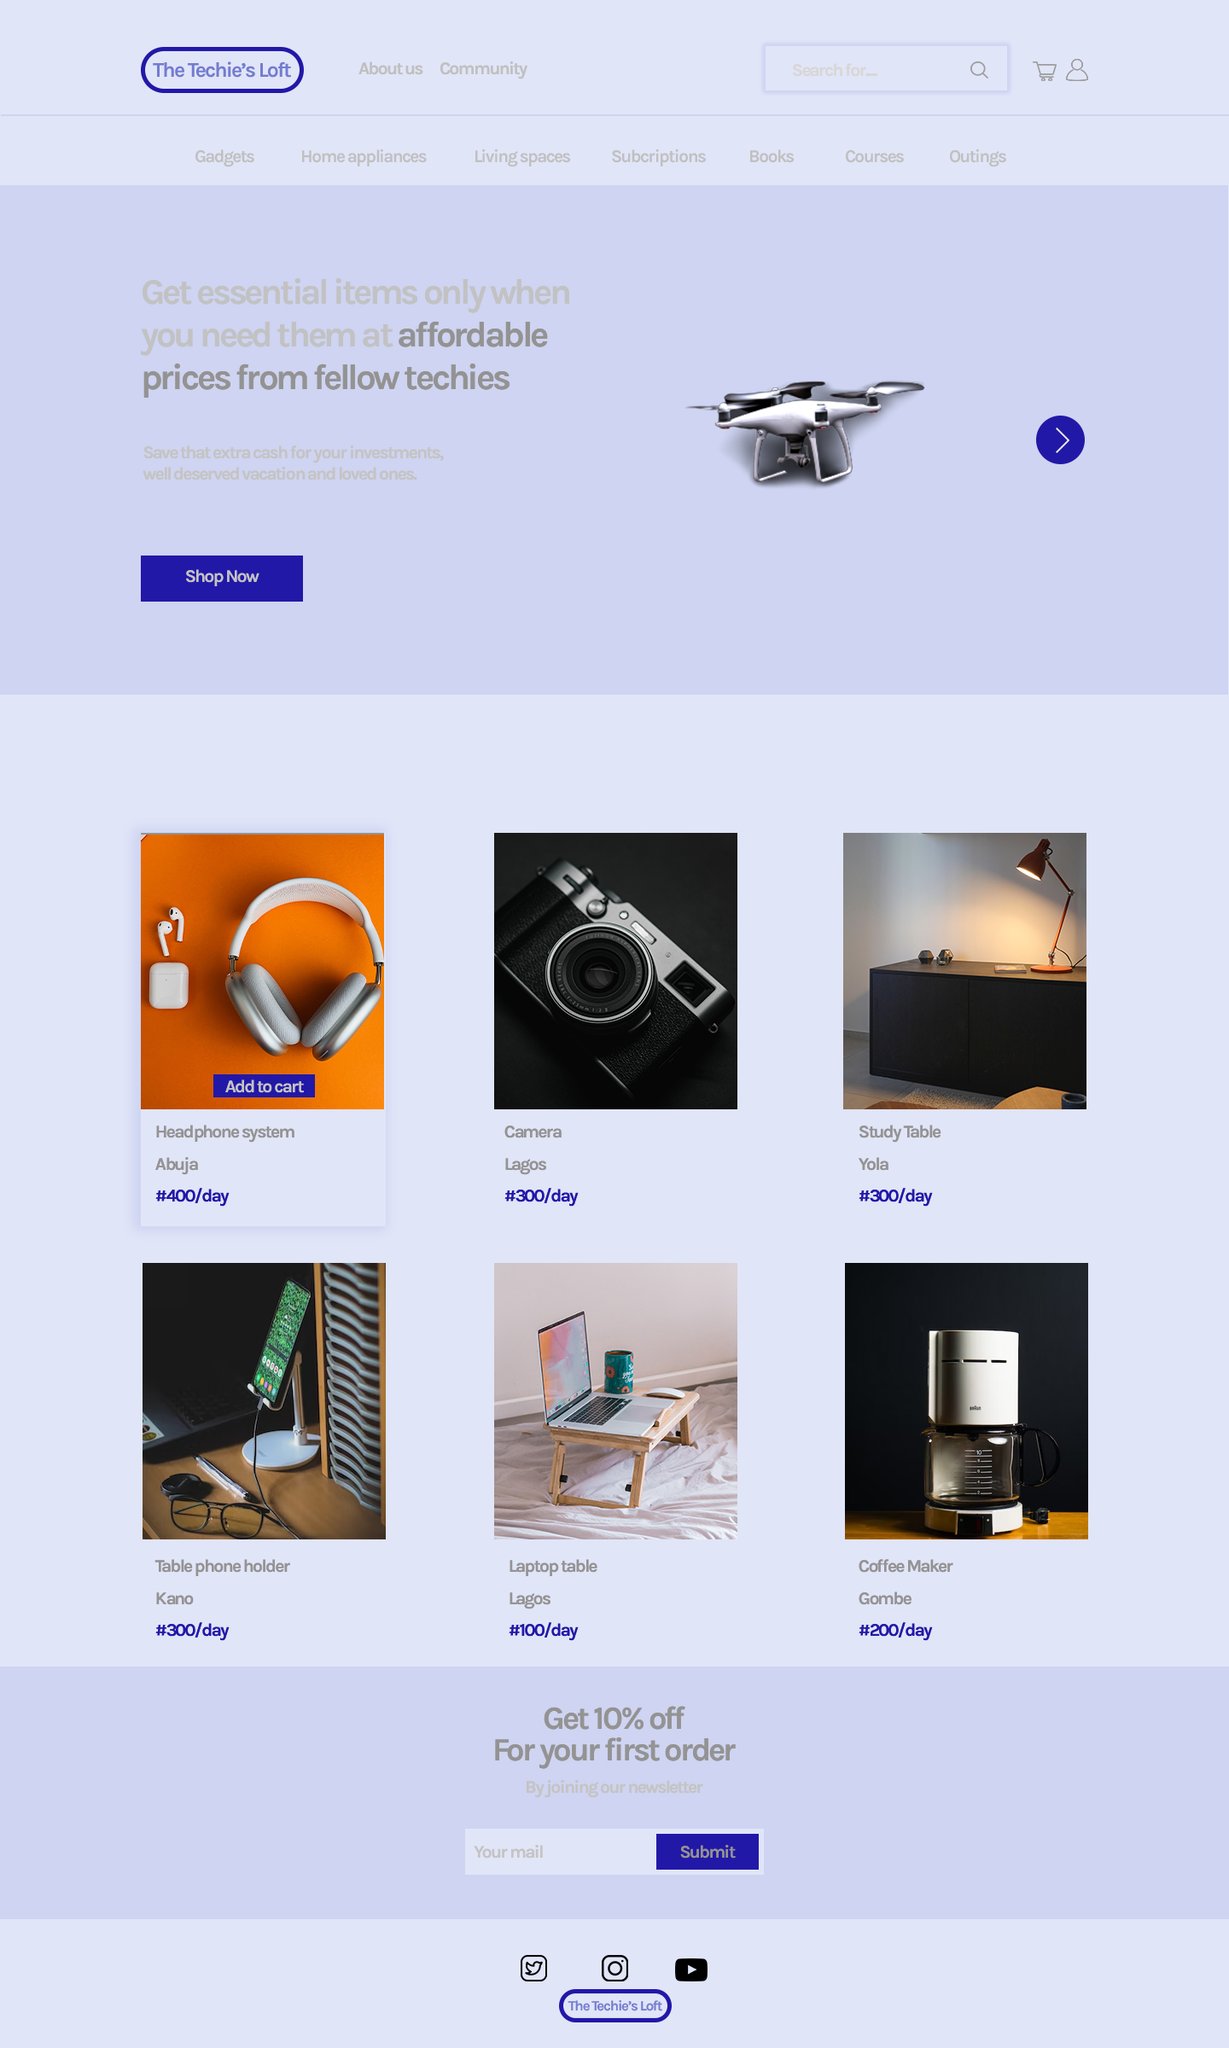 The Techie's Loft
About us
Community
Search for....
Gadgets
Home appliances
Living spaces
Subcriptions
Books
Courses
Outings
Get essential items only when
you need them at affordable
prices from fellow techies
Save that extra cash for your investments,
well deserved vacation and loved ones.
Shop Now
Add to cart
Headphone system
Abuja
#400/day
Camera
Lagos
#300/day
Study Table
Yola
#300/day
Table phone holder
Kano
#300/day
Laptop table
Lagos
#100/day
BRAUN
Coffee Maker
Gombe
#200/day
Get 10% off
For your first order
By joining our newsletter
Your mail
Submit
The Techie's Loft